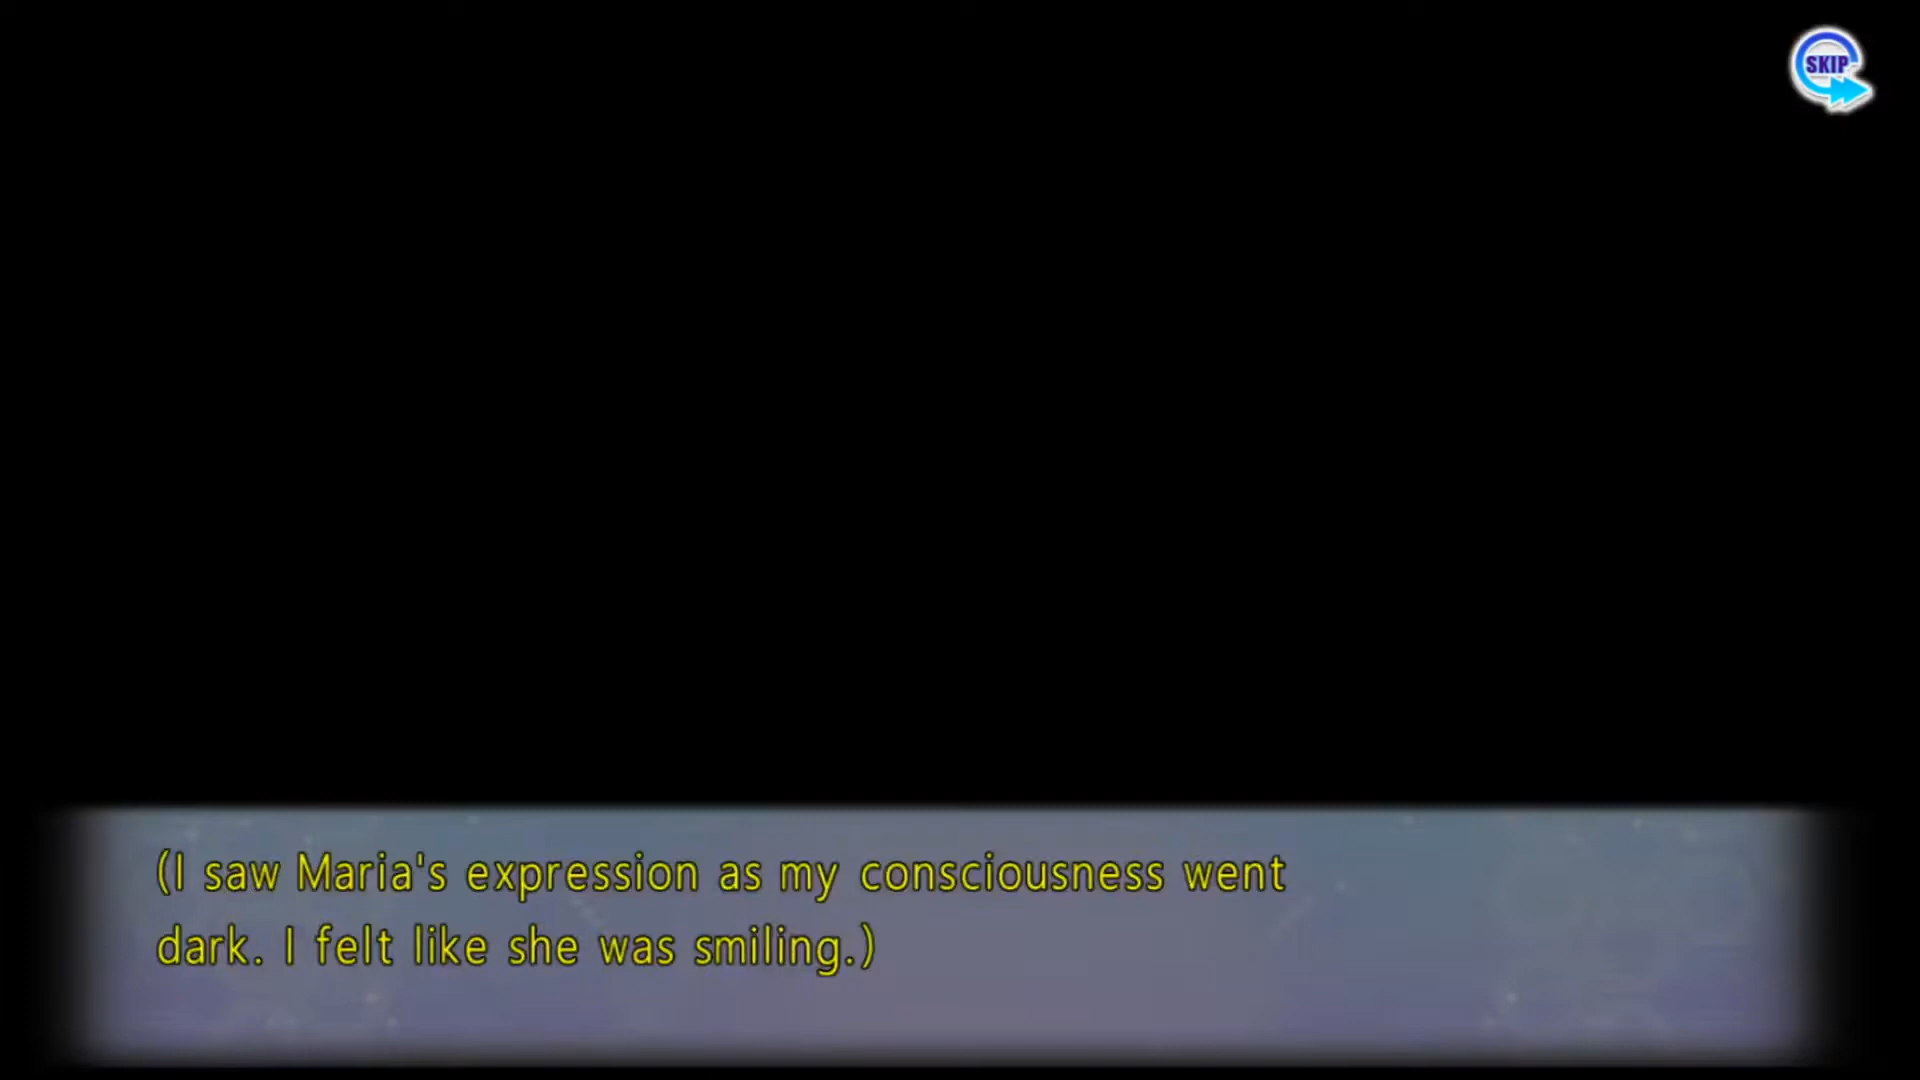 SKIP
(I saw Maria's expression as my consciousness went
dark. I felt like she was smiling.)